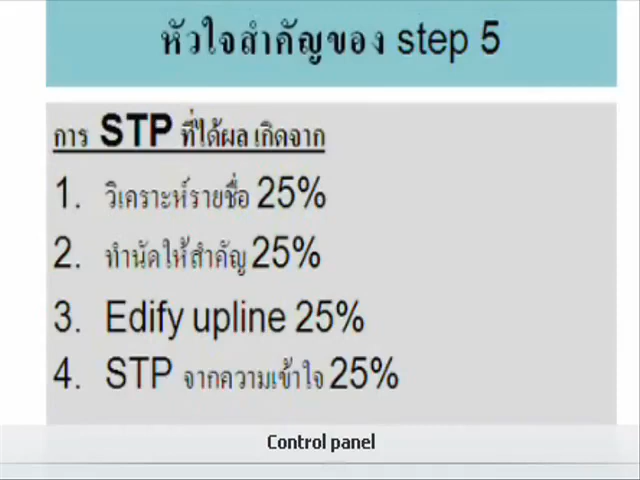 หัวใจสำคัญของ step 5
การ STP ที่ได้ผล เกิดจาก
1. วิเคราะห์รายชื่อ 25%
2. ทำนัดให้สำคัญ 25%
3. Edify upline 25%
4. STP จากความเข้าใจ 25%
Control panel